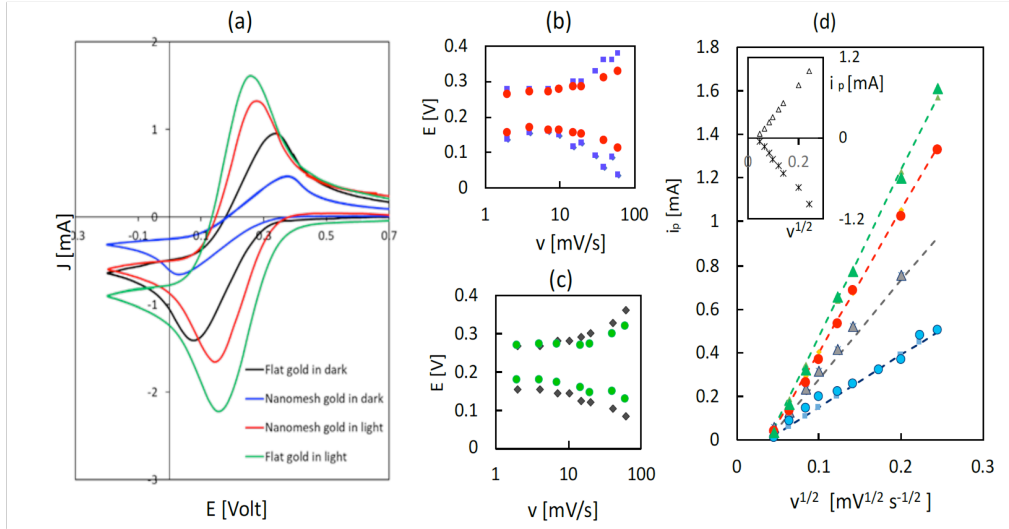 (a)
2
1
0
.3
-0.1
0.1
0.3
0.5
0.7
-1
-2
-3
J [mA]
E [Volt]
Flat gold in dark
Nanomesh gold in dark
Nanomesh gold in light
Flat gold in light
(b)
0.4
0.3
0.2
0.1
0
1
10
100
E [V]
v [mV/s]
(c)
0.4
0.3
0.2
0.1
0
1
10
100
E [V]
v [mV/s]
(d)
1.8
1.6
1.4
1.2
1
0.8
0.6
0.4
0.2
0
0
0.1
0.2
0.3
i p [mA]
v1/2 [mV1/2 s-1/2 ]
1.2
i p [mA]
0
0
0.2
-1.2
v1/2